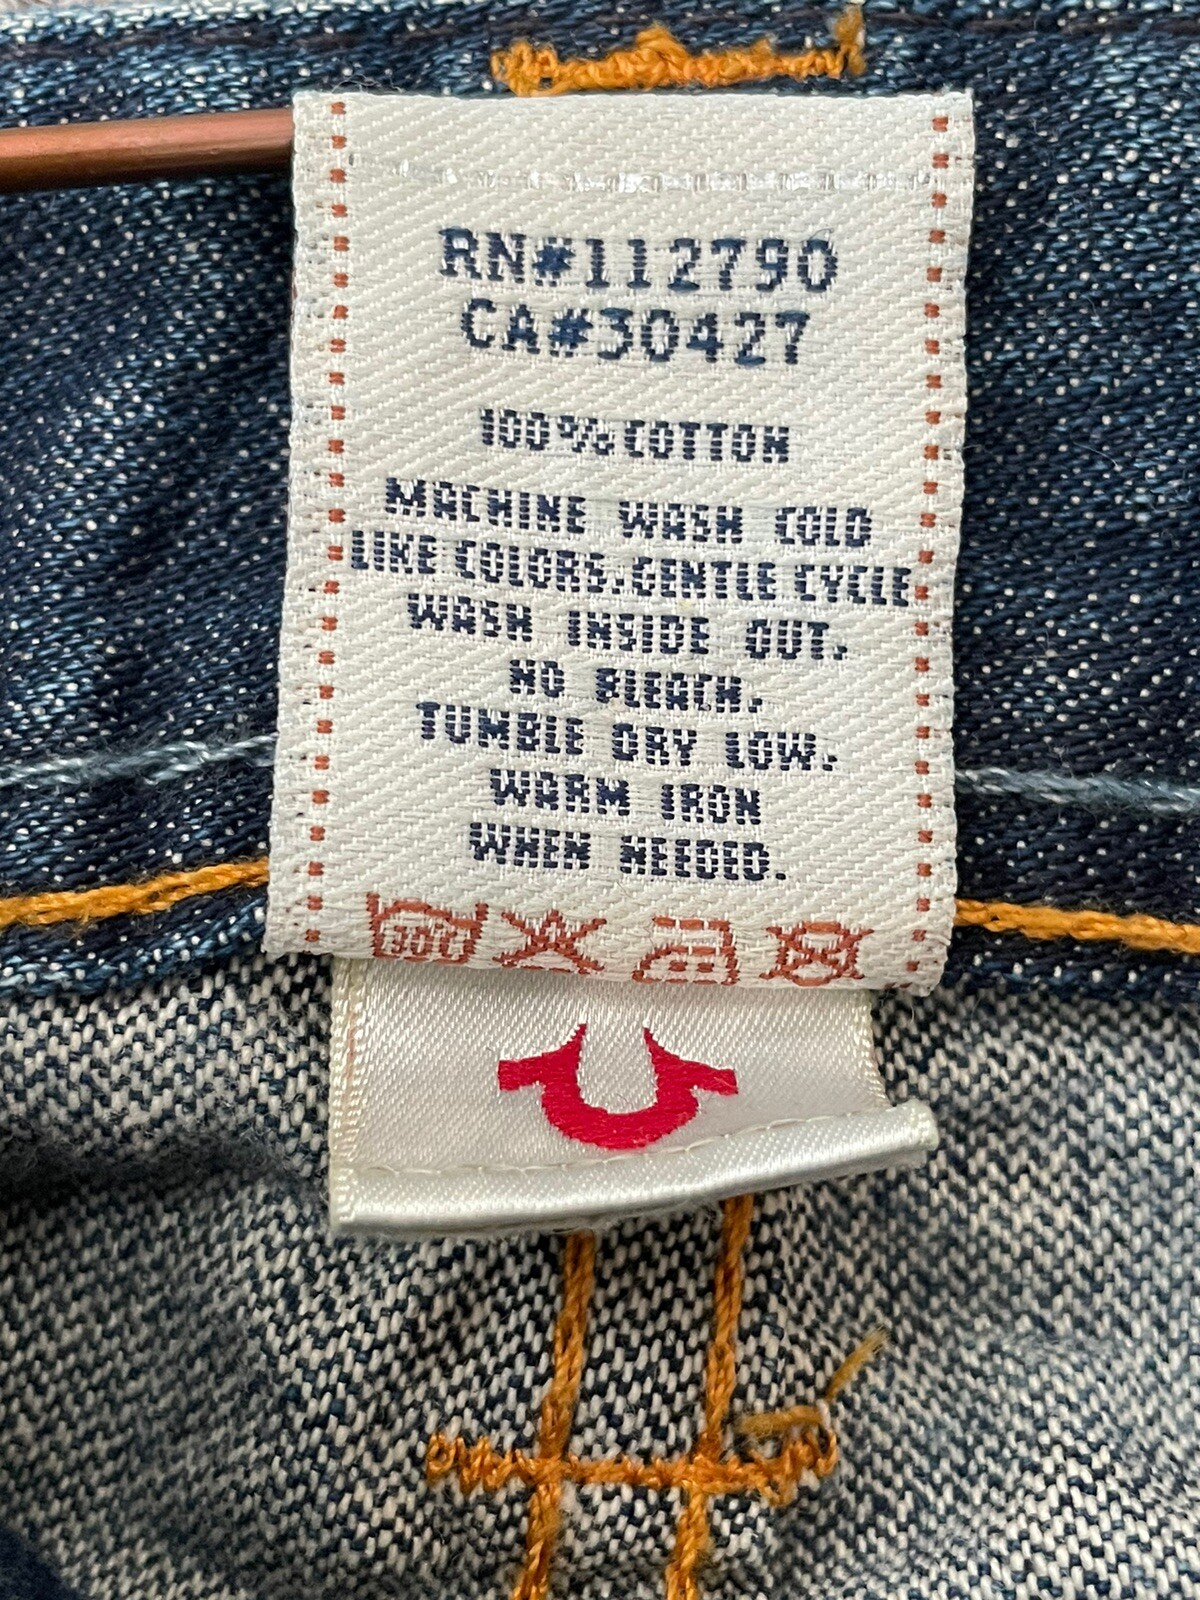 RN#112790
CA#30427
100%COTTON
MACHINE WASH COLD
LIKE COLORS.GENTLE CYCLE
WASH INSIDE OUT.
NO BLEACH.
TUMBLE DRY LOW.
WARM IRON
WHEN NEEDED.
30°C